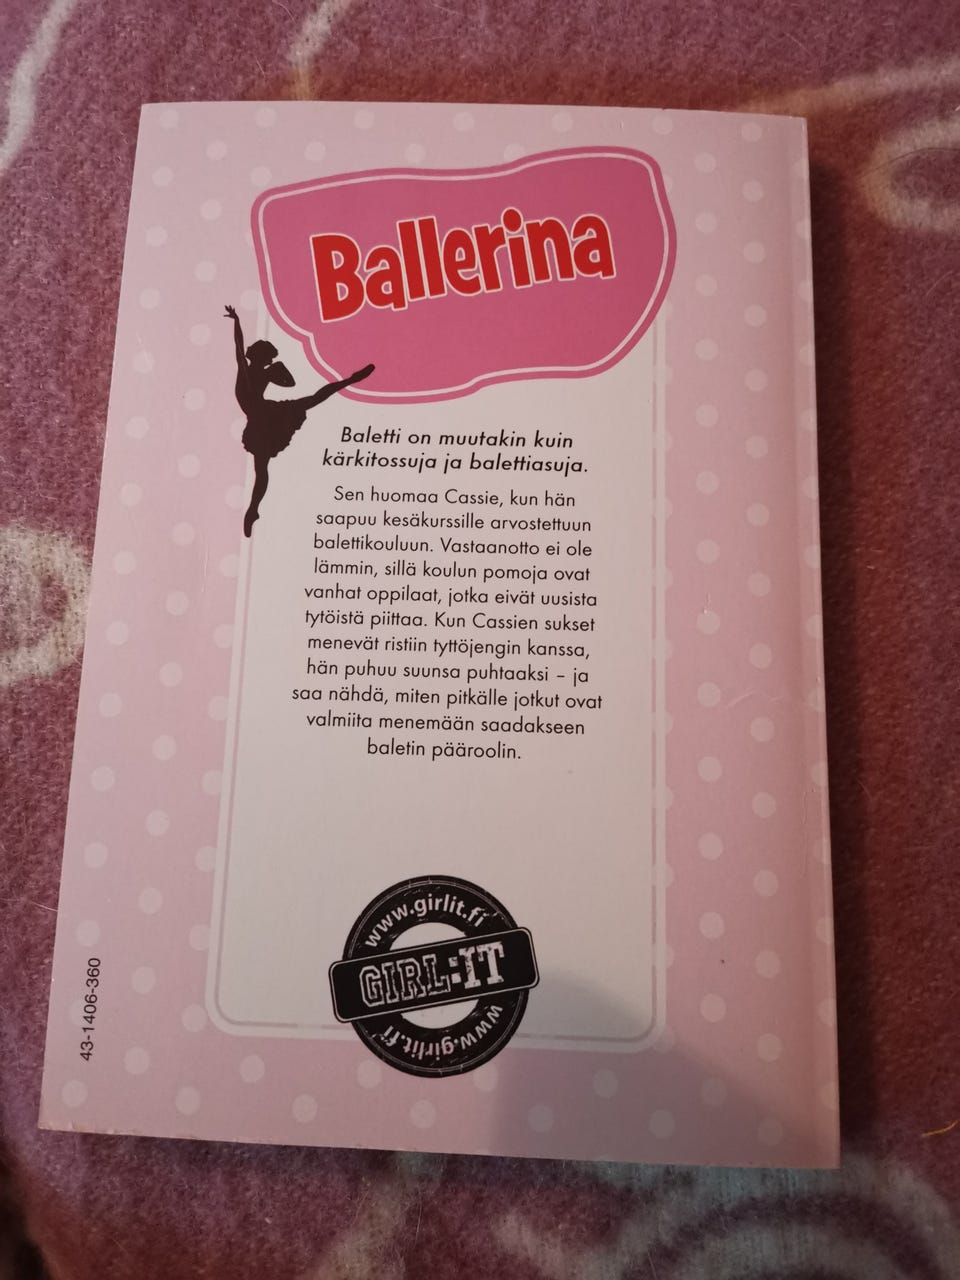 Ballerina
Baletti on muutakin kuin
kärkitossuja ja balettiasuja.
Sen huomaa Cassie, kun hän
saapuu kesäkurssille arvostettuun
balettikouluun. Vastaanotto ei ole
lämmin, sillä koulun pomoja ovat
vanhat oppilaat, jotka eivät uusista
tytöistä piittaa. Kun Cassien sukset
menevät ristiin tyttöjengin kanssa,
hän puhuu suunsa puhtaaksi – ja
saa nähdä, miten pitkälle jotkut ovat
valmiita menemään saadakseen
baletin pääroolin.
www.girlit.fi
GIRL:IT
www.girlit.fi
43-1406-360